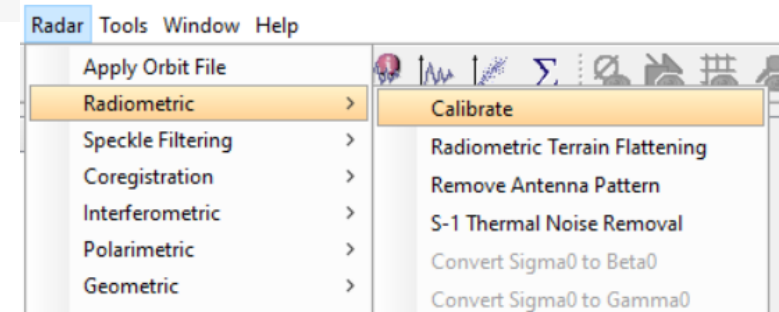 Radar Tools Window Help
Apply Orbit File
Radiometric >
Speckle Filtering >
Coregistration >
Interferometric >
Polarimetric >
Geometric >
Calibrate
Radiometric Terrain Flattening
Remove Antenna Pattern
S-1 Thermal Noise Removal
Convert Sigma0 to Beta0
Convert Sigma0 to Gamma0